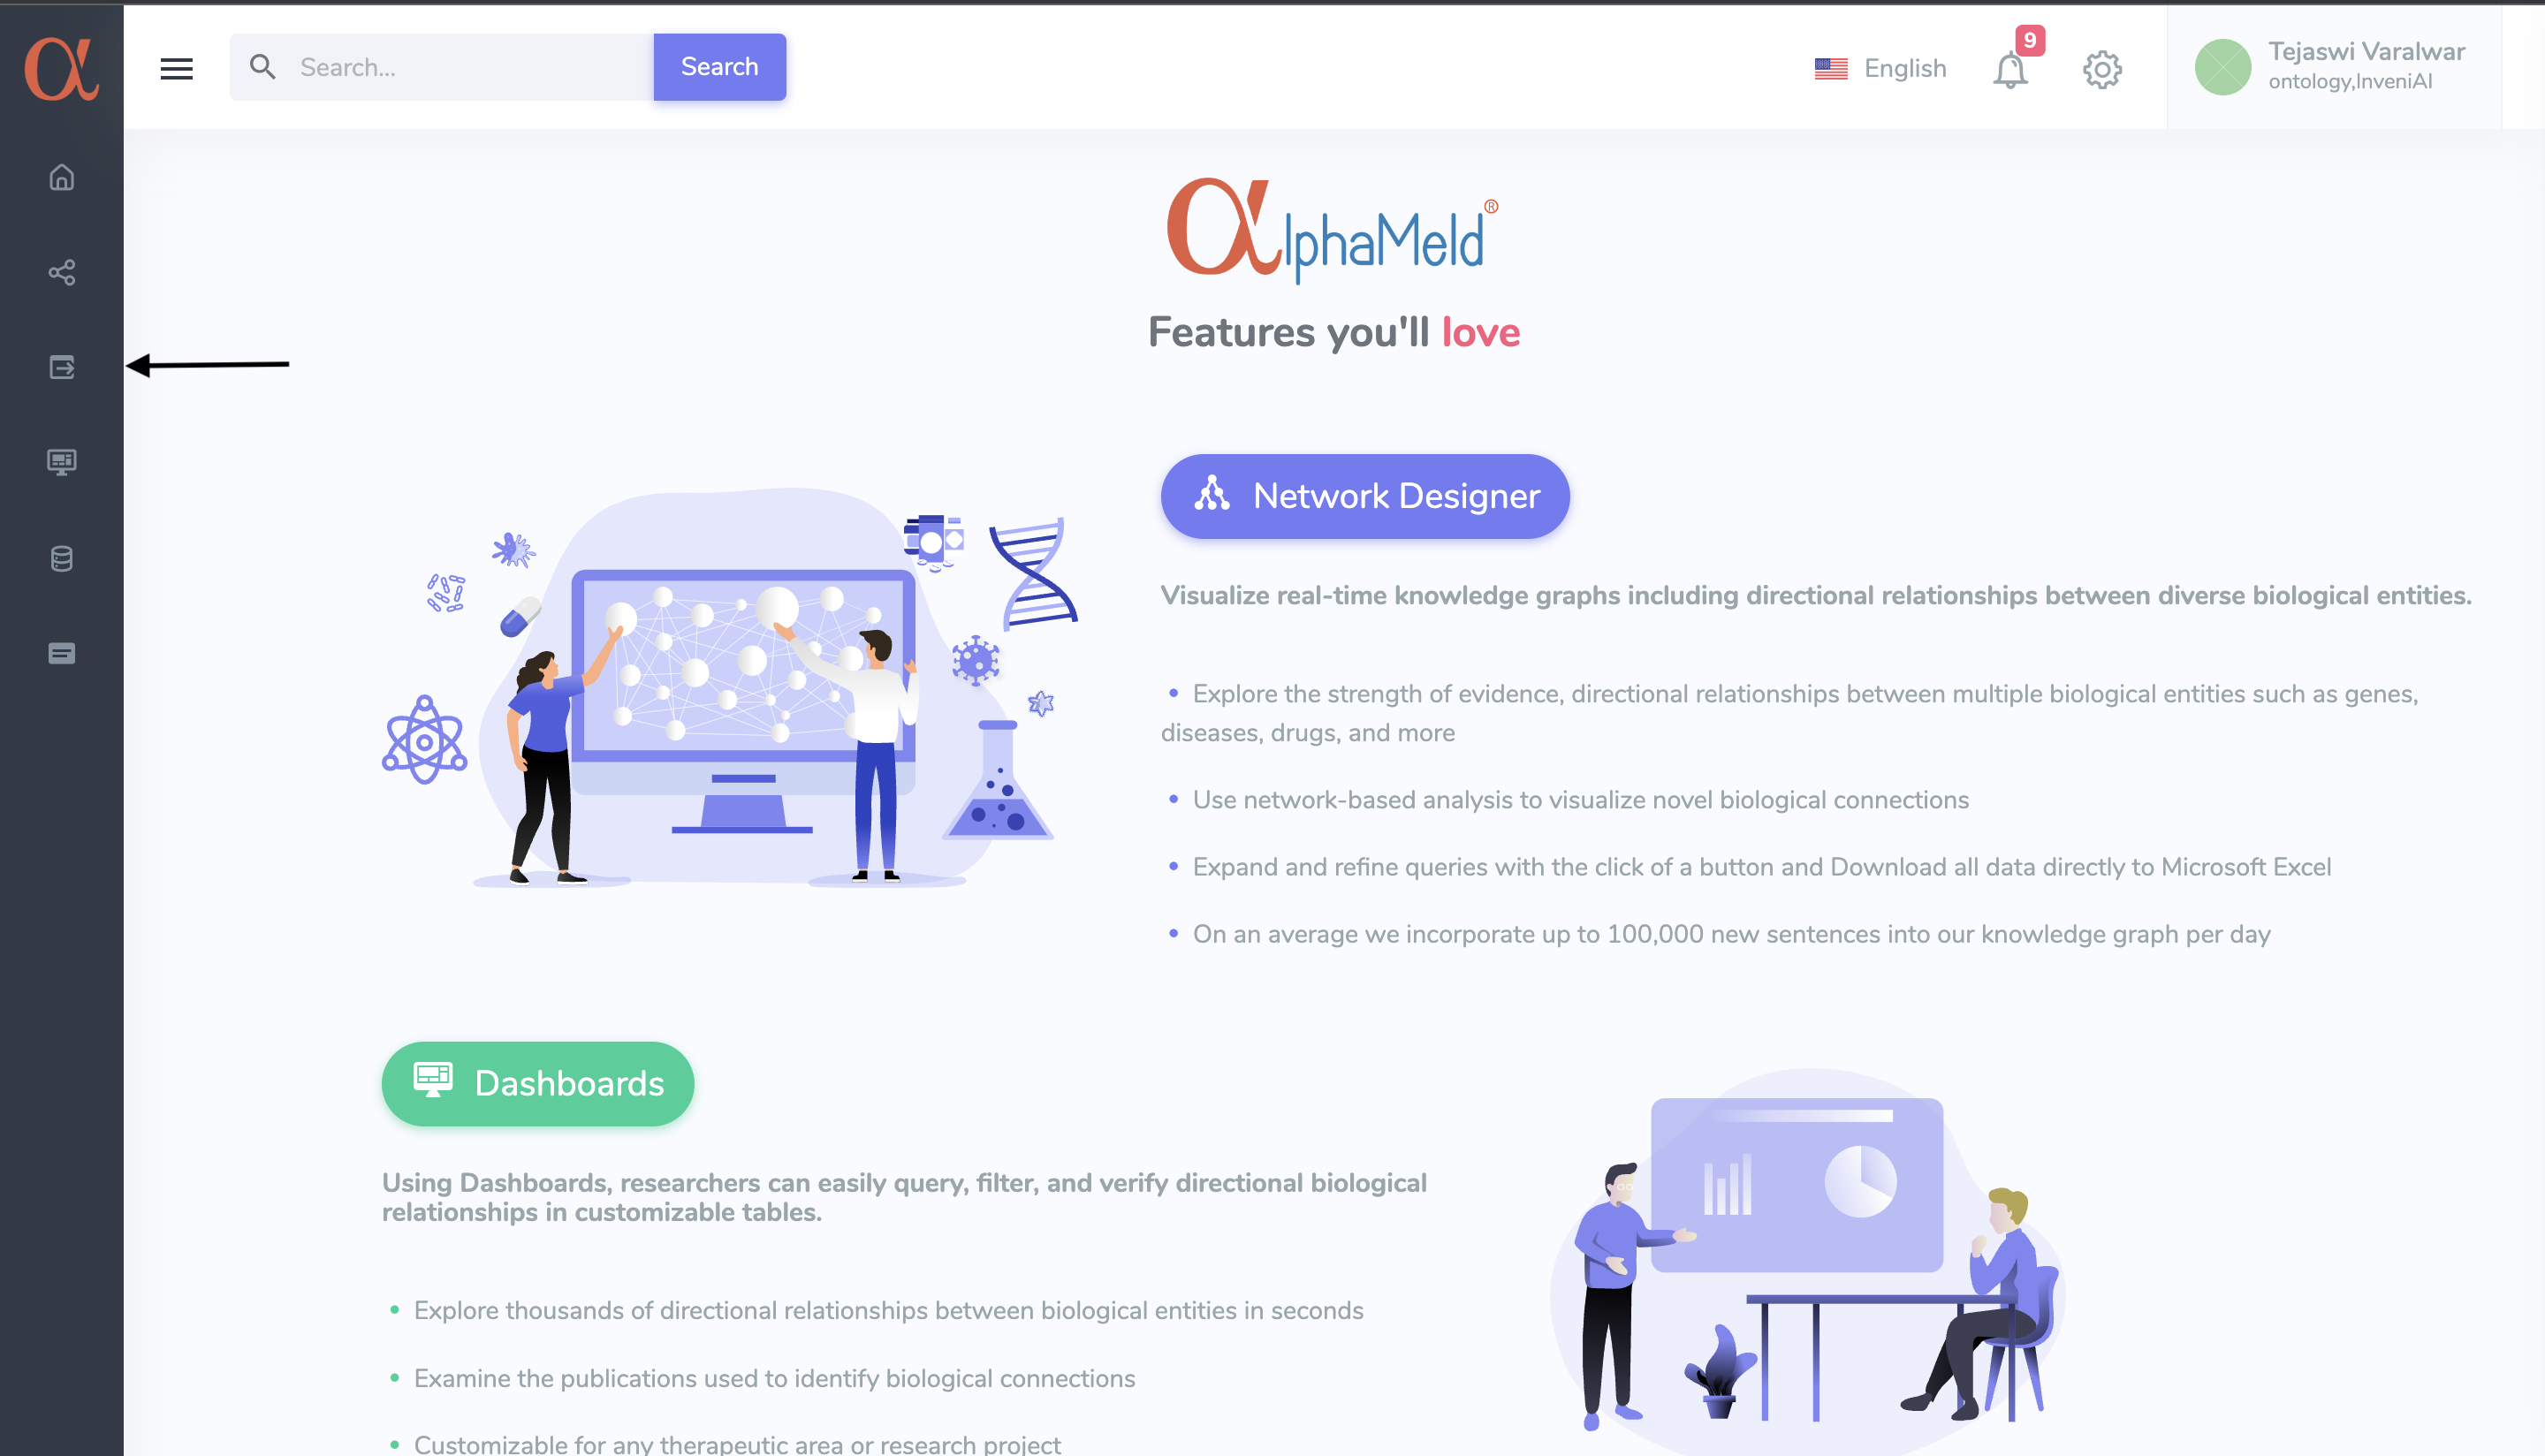 Search...
Search
English
9
Tejaswi Varalwar
ontology,InveniAI
αlphaMeld®
Features you'll love
Network Designer
Visualize real-time knowledge graphs including directional relationships between diverse biological entities.
• Explore the strength of evidence, directional relationships between multiple biological entities such as genes,
diseases, drugs, and more
• Use network-based analysis to visualize novel biological connections
• Expand and refine queries with the click of a button and Download all data directly to Microsoft Excel
• On an average we incorporate up to 100,000 new sentences into our knowledge graph per day
Dashboards
Using Dashboards, researchers can easily query, filter, and verify directional biological
relationships in customizable tables.
• Explore thousands of directional relationships between biological entities in seconds
• Examine the publications used to identify biological connections
• Customizable for any therapeutic area or research project